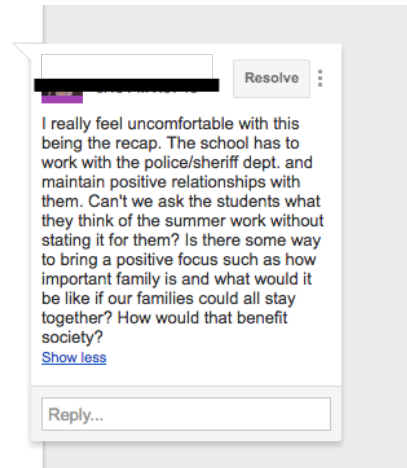 Resolve
I really feel uncomfortable with this
being the recap. The school has to
work with the police/sheriff dept. and
maintain positive relationships with
them. Can't we ask the students what
they think of the summer work without
stating it for them? Is there some way
to bring a positive focus such as how
important family is and what would it
be like if our families could all stay
together? How would that benefit
society?
Show less
Reply...